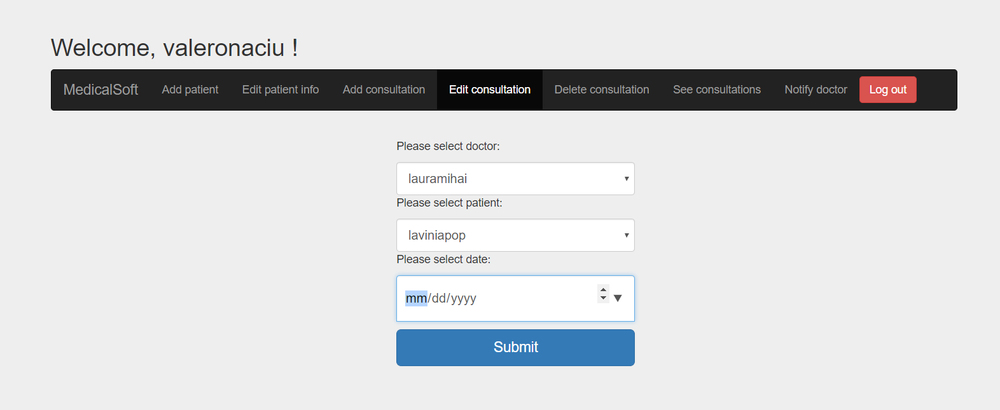 Welcome, valeronaciu !
MedicalSoft Add patient Edit patient info Add consultation Edit consultation Delete consultation See consultations Notify doctor Log out
Please select doctor:
lauramihai
Please select patient:
laviniapop
Please select date:
mm/dd/yyyy
Submit